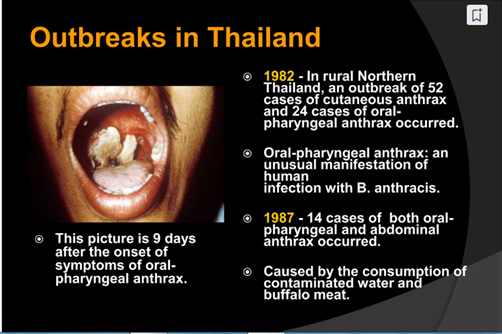 Outbreaks in Thailand
This picture is 9 days
after the onset of
symptoms of oral-
pharyngeal anthrax.
1982 - In rural Northern
Thailand, an outbreak of 52
cases of cutaneous anthrax
and 24 cases of oral-
pharyngeal anthrax occurred.
Oral-pharyngeal anthrax: an
unusual manifestation of
human
infection with B. anthracis.
1987 - 14 cases of both oral-
pharyngeal and abdominal
anthrax occurred.
Caused by the consumption of
contaminated water and
buffalo meat.